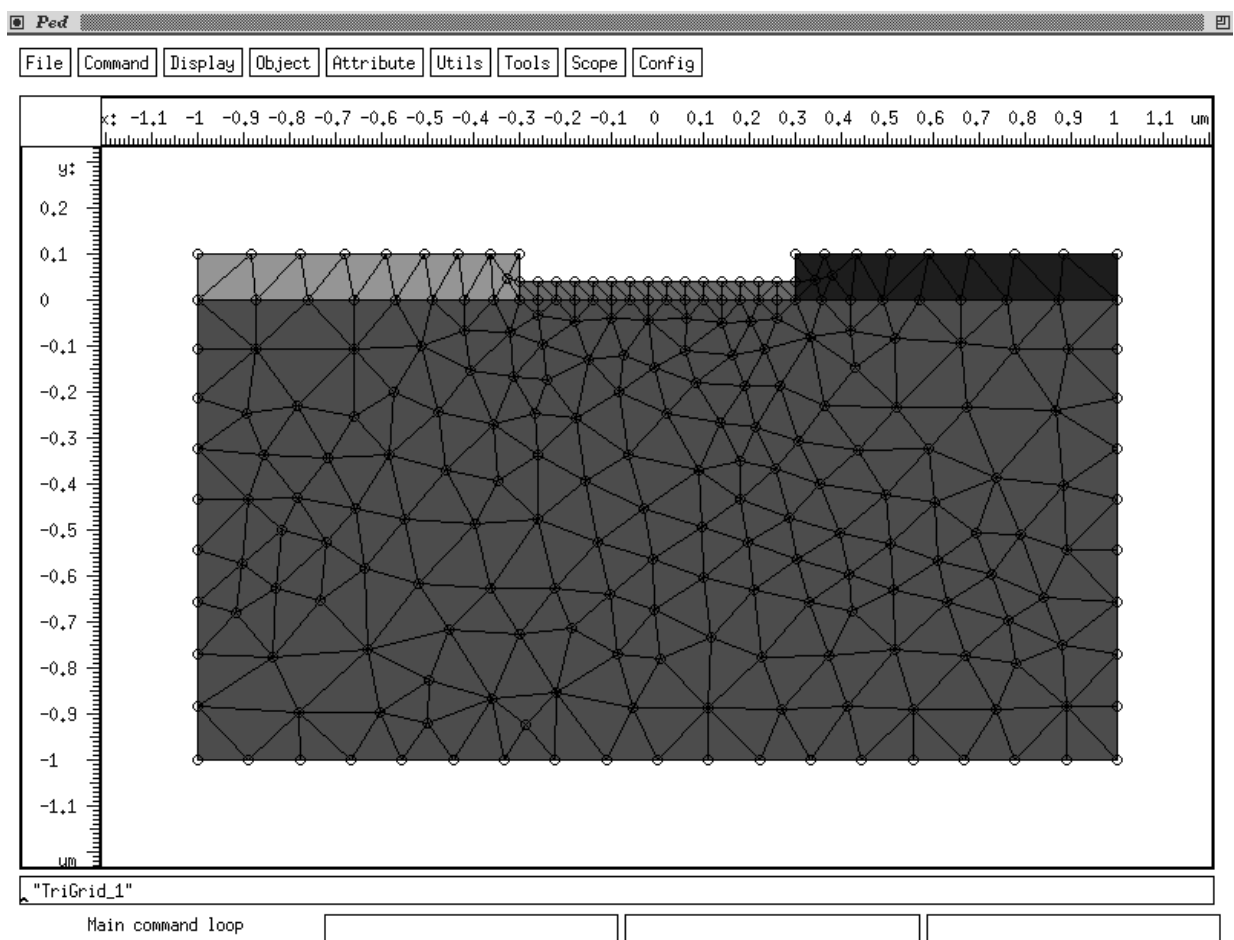 Ped
File Command Display Object Attribute Utils Tools Scope Config
x: -1.1 -1 -0.9 -0.8 -0.7 -0.6 -0.5 -0.4 -0.3 -0.2 -0.1 0 0.1 0.2 0.3 0.4 0.5 0.6 0.7 0.8 0.9 1 1.1 um
y:
0.2
0.1
0
-0.1
-0.2
-0.3
-0.4
-0.5
-0.6
-0.7
-0.8
-0.9
-1
-1.1
um
"TriGrid_1"
Main command loop